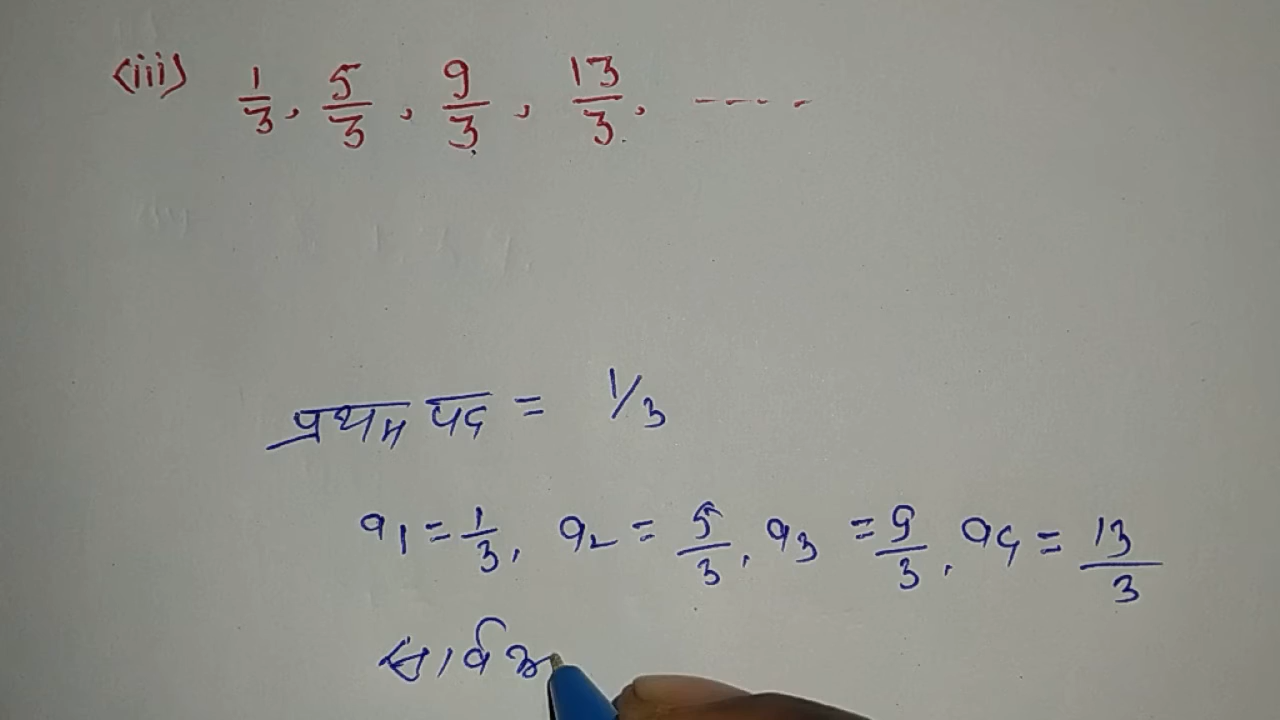 (iii) 1/3, 5/3, 9/3, 13/3, -----
प्रथम पद = 1/3
a1 = 1/3, a2 = 5/3, a3 = 9/3, a4 = 13/3